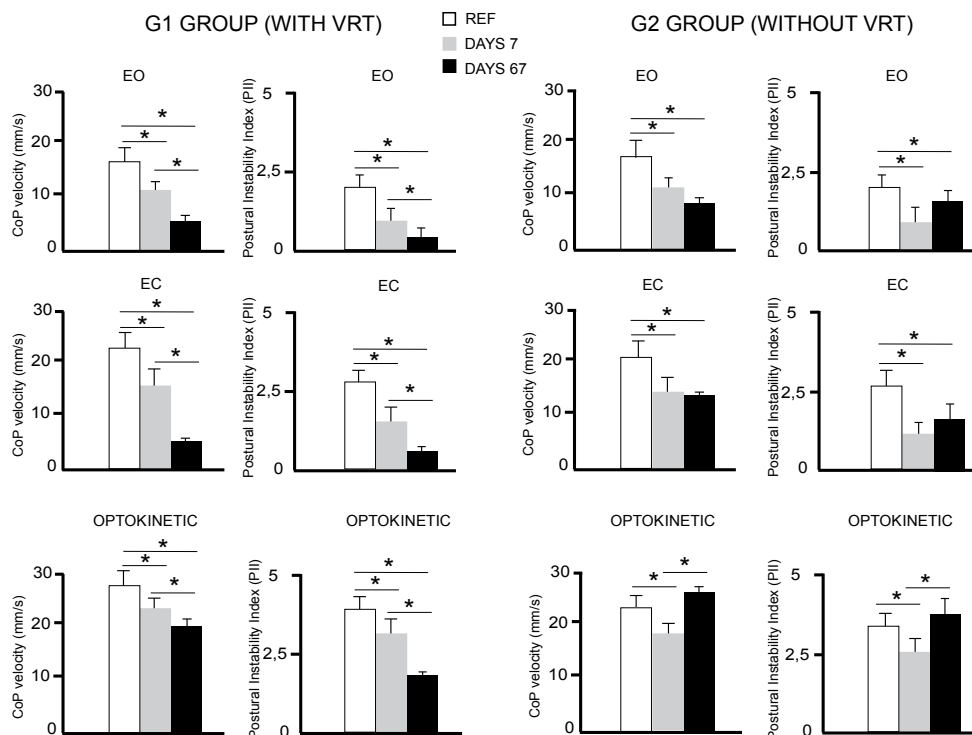 G1 GROUP (WITH VRT)
REF
DAYS 7
DAYS 67
G2 GROUP (WITHOUT VRT)
EO
CoP velocity (mm/s)
30
20
10
0
*
*
*
EO
Postural Instability Index (PII)
5
2,5
0
*
*
*
EO
CoP velocity (mm/s)
30
20
10
0
*
*
EO
Postural Instability Index (PII)
5
2,5
0
*
*
EC
CoP velocity (mm/s)
30
20
10
0
*
*
*
EC
Postural Instability Index (PII)
5
2,5
0
*
*
*
EC
CoP velocity (mm/s)
30
20
10
0
*
*
EC
Postural Instability Index (PII)
5
2,5
0
*
*
OPTOKINETIC
CoP velocity (mm/s)
30
20
10
0
*
*
*
OPTOKINETIC
Postural Instability Index (PII)
5
2,5
0
*
*
*
OPTOKINETIC
CoP velocity (mm/s)
30
20
10
0
*
*
OPTOKINETIC
Postural Instability Index (PII)
5
2,5
0
*
*